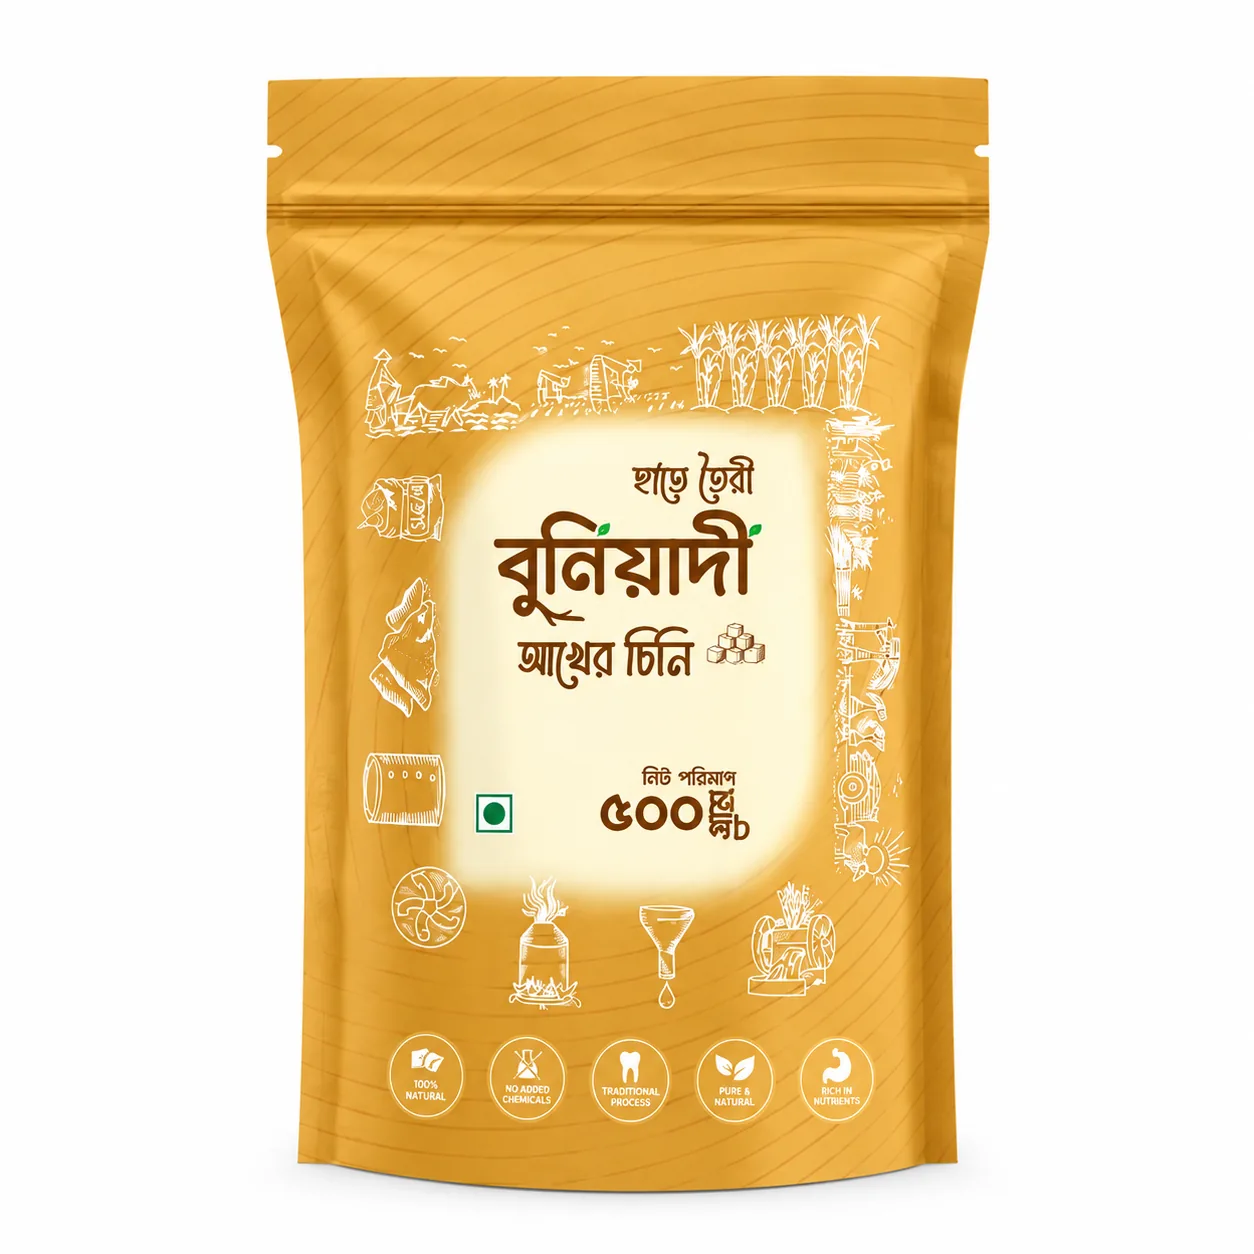 হাতে তৈরী
বুনিয়াদী
আখের চিনি
নিট পরিমাণ
৫০০
100%
NATURAL
NO ADDED
CHEMICALS
TRADITIONAL
PROCESS
PURE &
NATURAL
RICH IN
NUTRIENTS